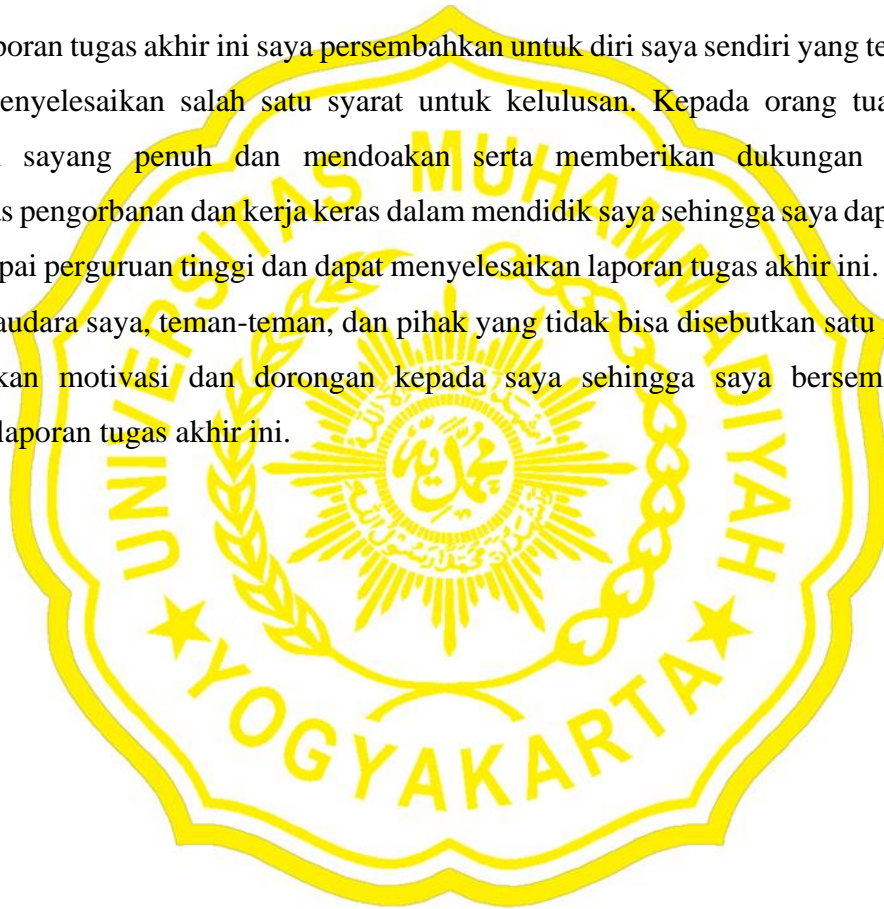 poran tugas akhir ini saya persembahkan untuk diri saya sendiri yang te
enyelesaikan salah satu syarat untuk kelulusan. Kepada orang tua
sayang penuh dan mendoakan serta memberikan dukungan
s pengorbanan dan kerja keras dalam mendidik saya sehingga saya dap
pai perguruan tinggi dan dapat menyelesaikan laporan tugas akhir ini.
audara saya, teman-teman, dan pihak yang tidak bisa disebutkan satu
kan motivasi dan dorongan kepada saya sehingga saya bersem
laporan tugas akhir ini.
UNIVERSITAS MUHAMMADIYAH
YOGYAKARTA
محمدية